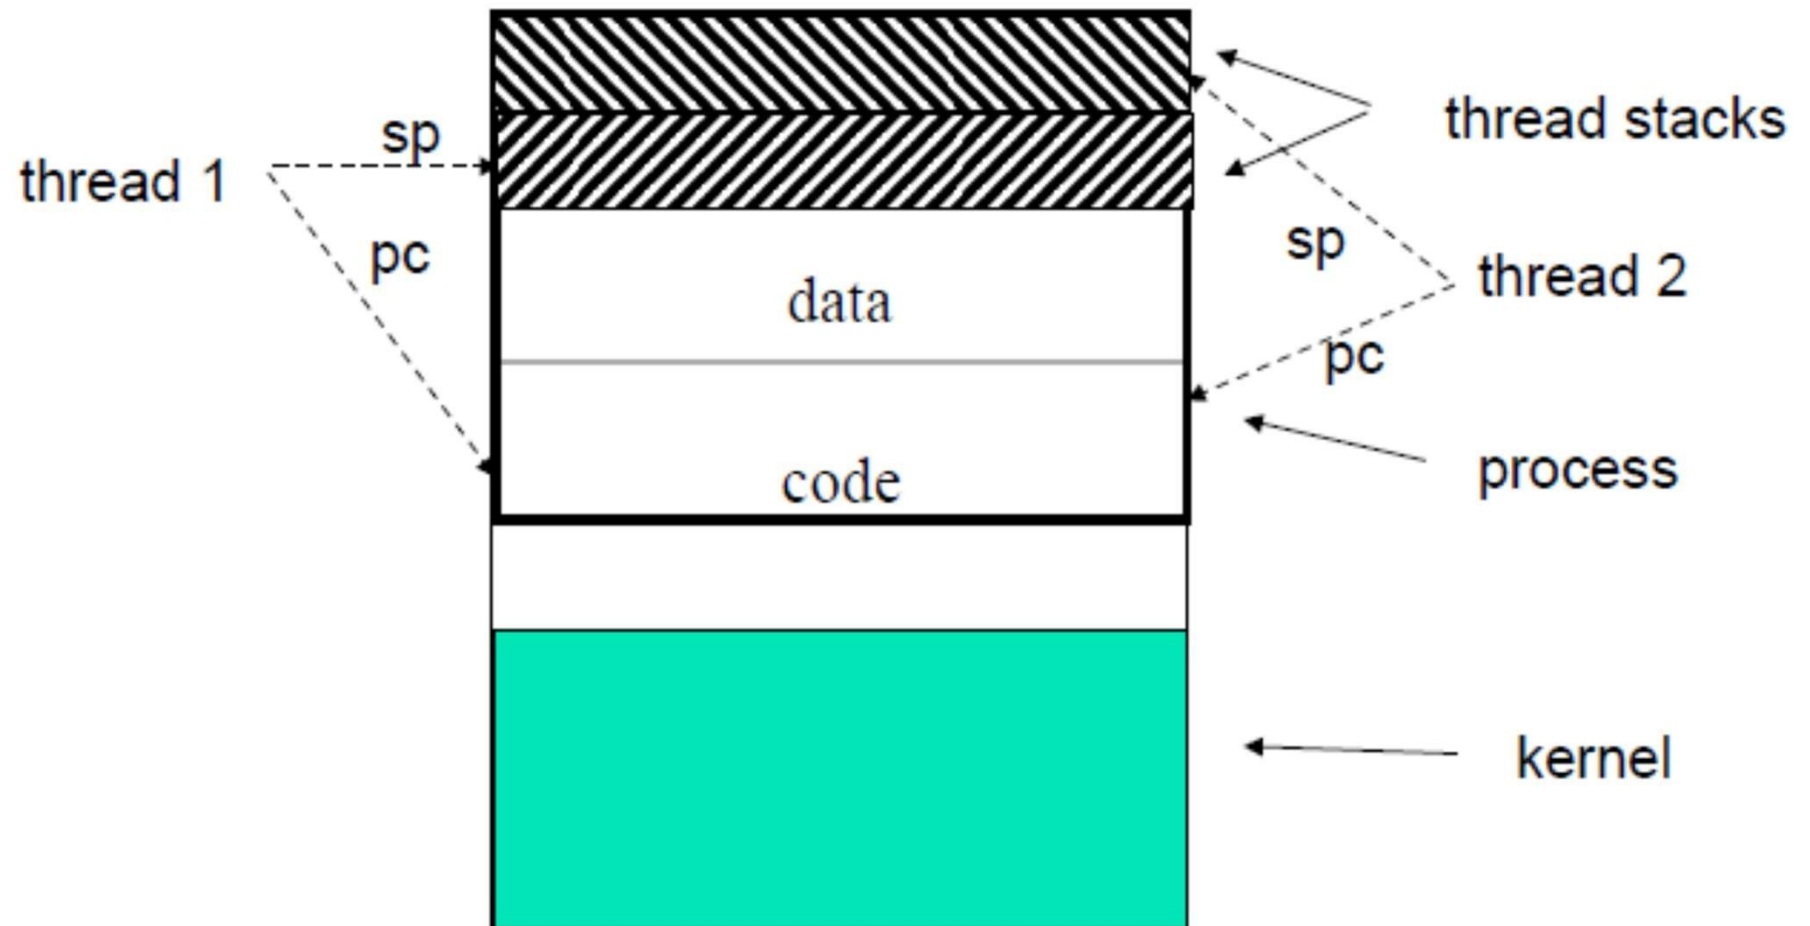 thread stacks
sp
thread 1
sp
pc
thread 2
data
pc
process
code
kernel